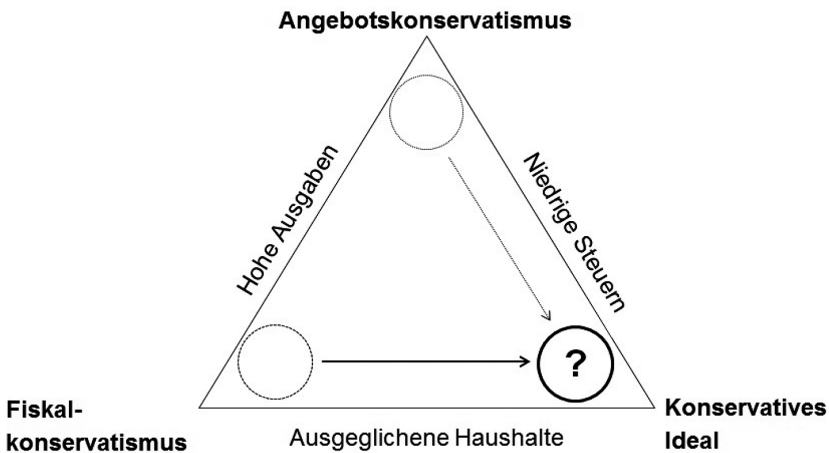 Angebotskonservatismus
Hohe Ausgaben
Niedrige Steuern
?
Fiskal-
konservatismus
Ausgeglichene Haushalte
Konservatives
Ideal